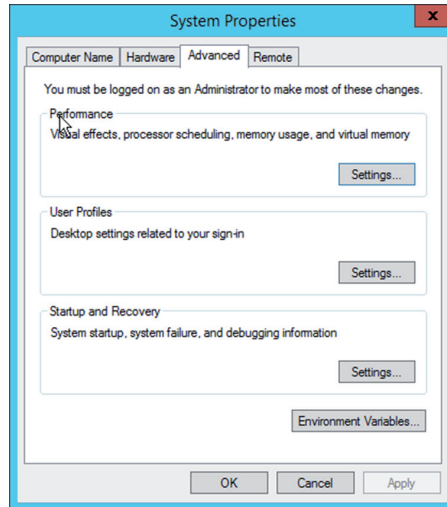 System Properties
x
Computer Name Hardware Advanced Remote
You must be logged on as an Administrator to make most of these changes.
Performance
Visual effects, processor scheduling, memory usage, and virtual memory
Settings...
User Profiles
Desktop settings related to your sign-in
Settings...
Startup and Recovery
System startup, system failure, and debugging information
Settings...
Environment Variables...
OK Cancel Apply